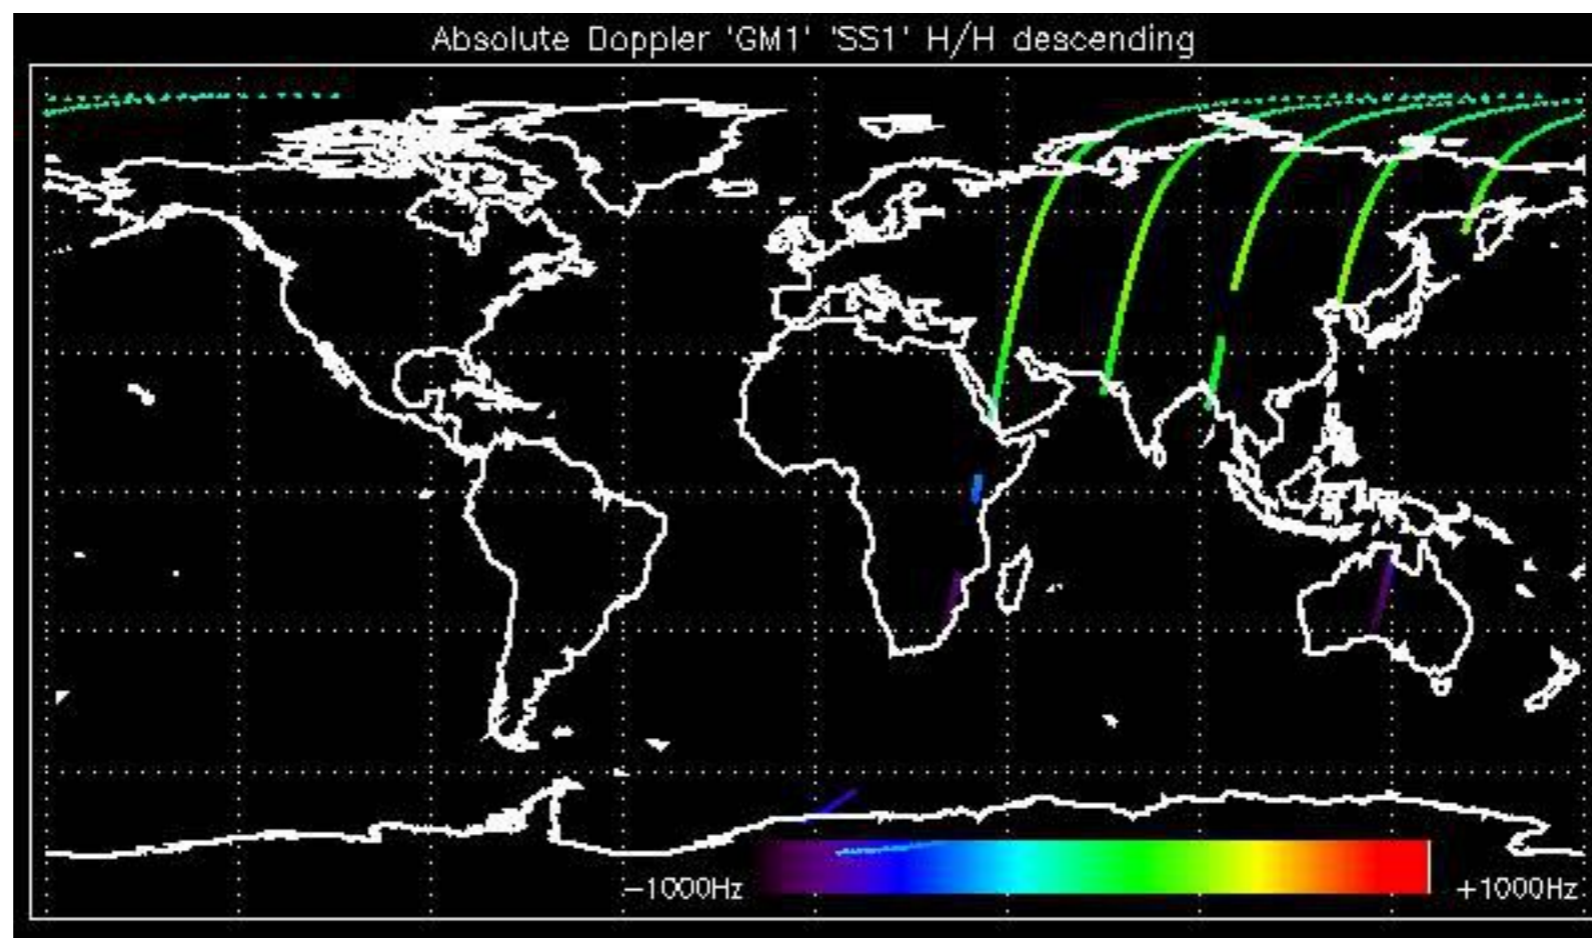 Absolute Doppler 'GM1' 'SS1' H/H descending
-1000Hz
+1000Hz